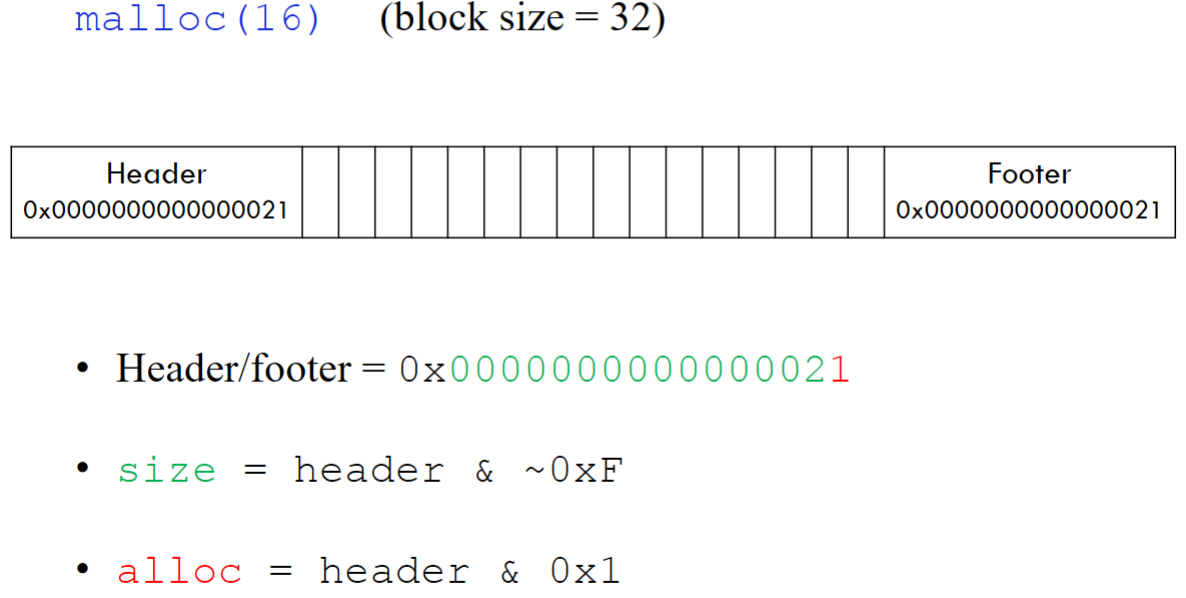 malloc(16) (block size = 32)
Header Footer
0x0000000000000021 0x0000000000000021
• Header/footer = 0x0000000000000021
• size = header & ~0xF
• alloc = header & 0x1